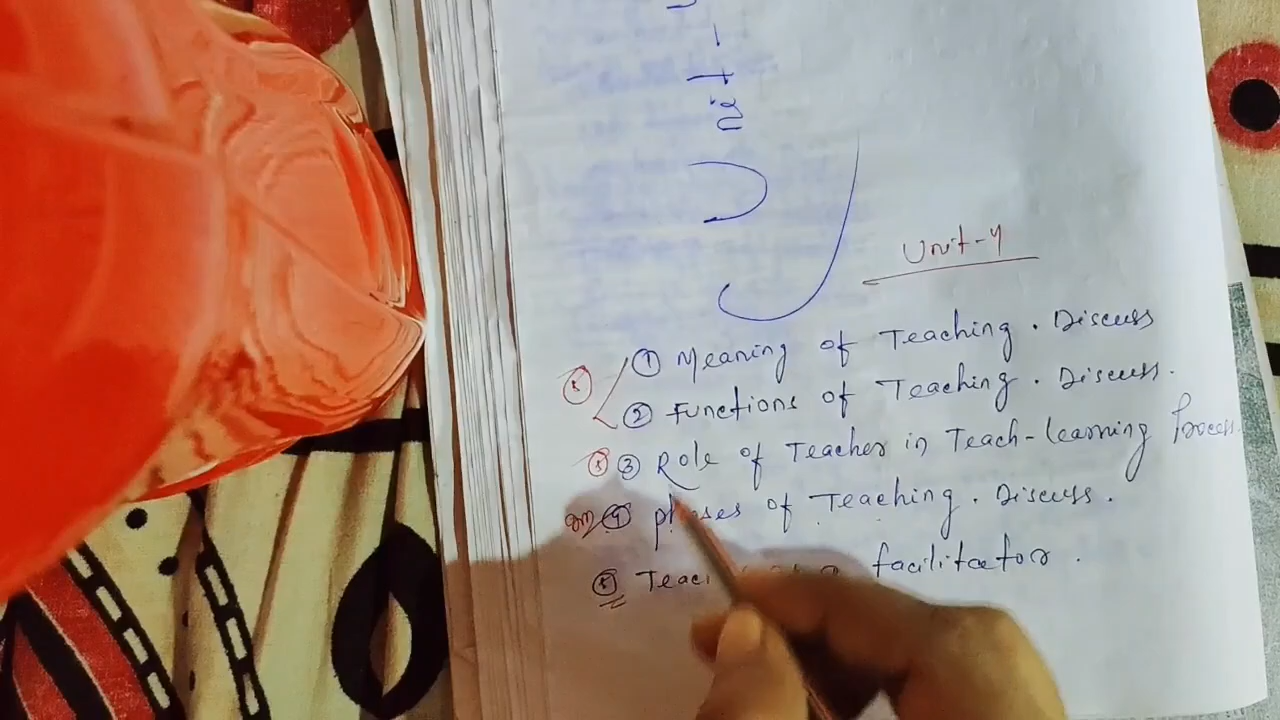 Unit-4
① Meaning of Teaching. Discuss
② Functions of Teaching. Discuss.
③ Role of Teacher in Teach-learning Process.
④ phases of Teaching. Discuss.
⑤ facilitator.